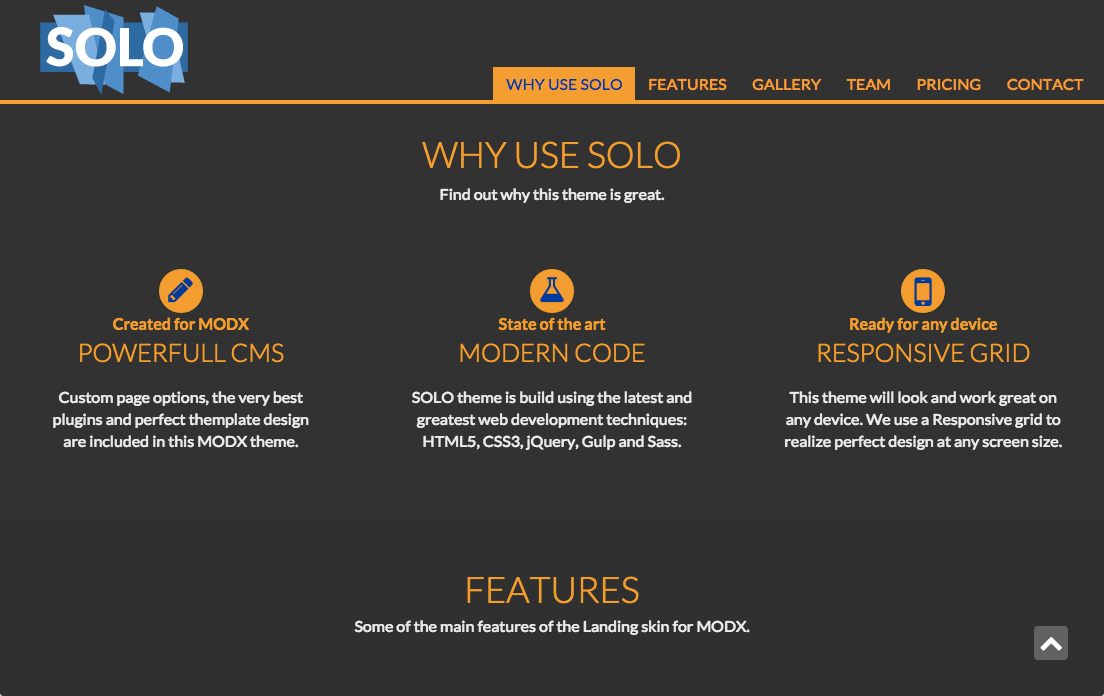 SOLO
WHY USE SOLO FEATURES GALLERY TEAM PRICING CONTACT
WHY USE SOLO
Find out why this theme is great.
Created for MODX
POWERFULL CMS
Custom page options, the very best
plugins and perfect themplate design
are included in this MODX theme.
State of the art
MODERN CODE
SOLO theme is build using the latest and
greatest web development techniques:
HTML5, CSS3, jQuery, Gulp and Sass.
Ready for any device
RESPONSIVE GRID
This theme will look and work great on
any device. We use a Responsive grid to
realize perfect design at any screen size.
FEATURES
Some of the main features of the Landing skin for MODX.